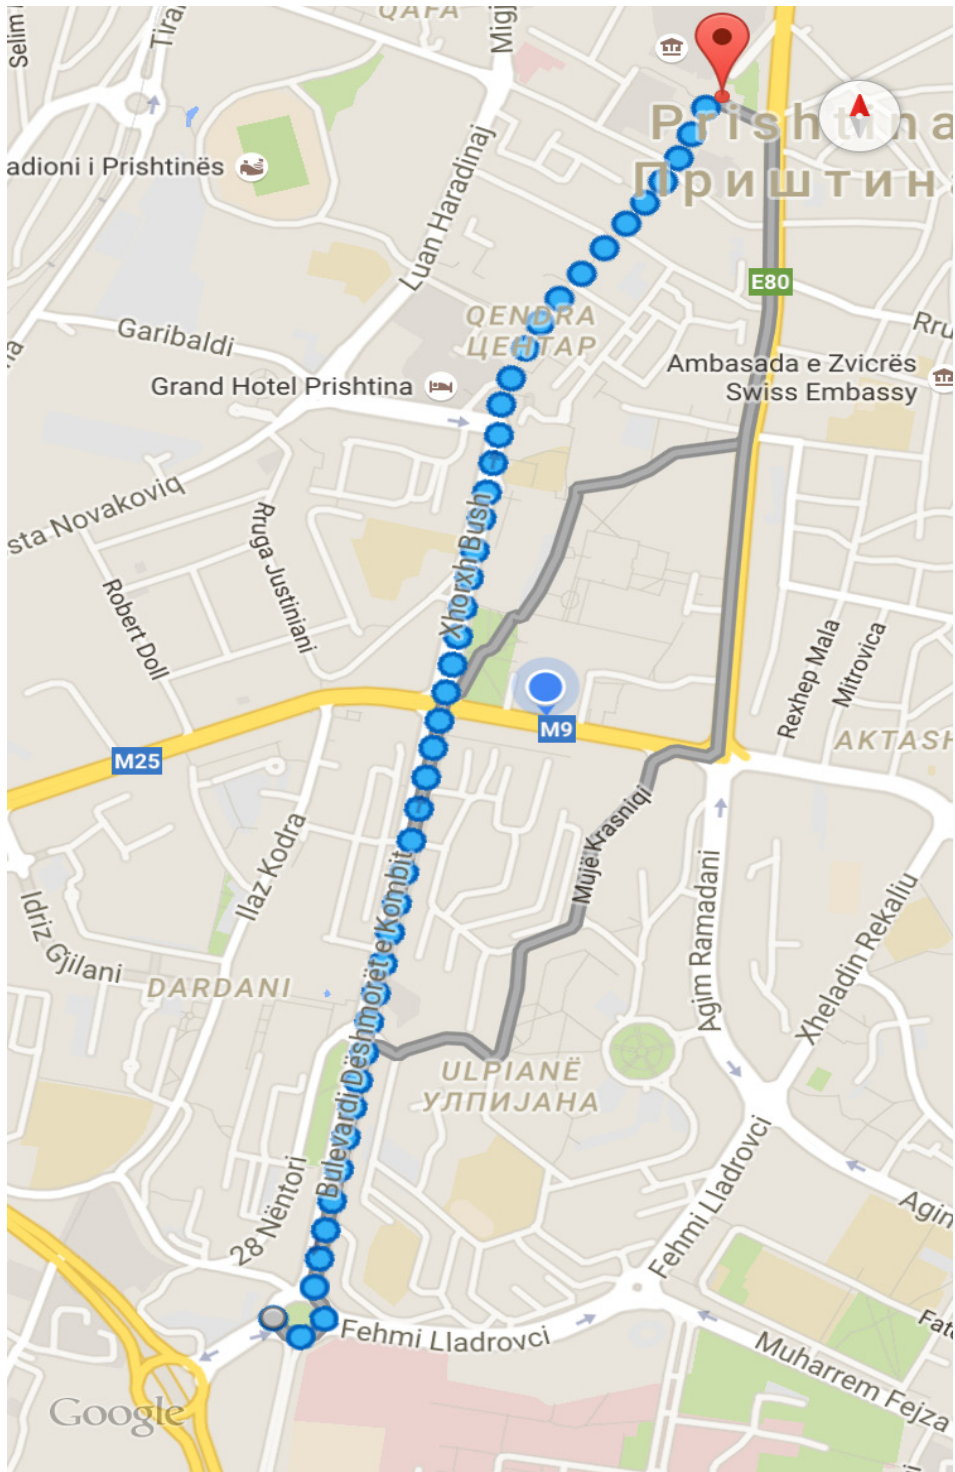 QAFA
Selim
Tiran
Migj
Prishtina
Приштина
adioni i Prishtinës
Luan Haradinaj
E80
Garibaldi
QENDRA
ЦЕНТАР
Rru
Ambasada e Zvicrës
Swiss Embassy
Grand Hotel Prishtina
sta Novakoviq
Rruga Justiniani
Xhorxh Bush
Robert Doll
Rexhep Mala
Mitrovica
M9
M25
AKTASH
Mujë Krasniqi
Ilaz Kodra
Agim Ramadani
Xheladin Rekaliu
Idriz Gjilani
DARDANI
Bulevardi Dëshmorët e Kombit
ULPIANË
УЛПИЈАНА
28 Nëntori
Fehmi Lladrovci
Agin
Fehmi Lladrovci
Fate
Muharrem Fejza
Google